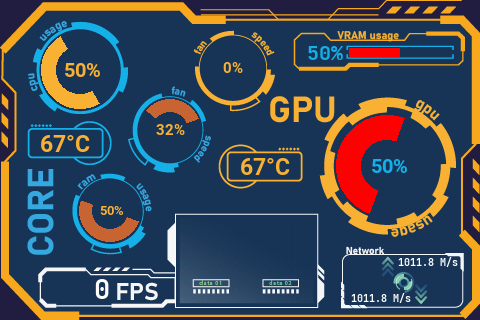 usage
cpu
50%
67°C
fan
speed
32%
ram
usage
50%
CORE
0 FPS
fan
speed
0%
VRAM usage
50%
GPU
67°C
gpu
usage
50%
data 01
data 02
Network
1011.8 M/s
1011.8 M/s